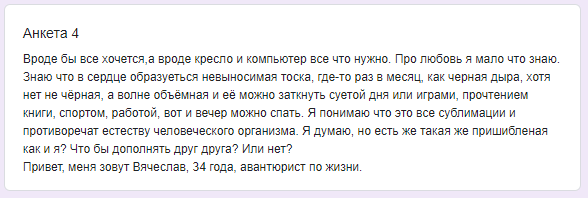 Анкета 4
Вроде бы все хочется,а вроде кресло и компьютер все что нужно. Про любовь я мало что знаю.
Знаю что в сердце образуеться невыносимая тоска, где-то раз в месяц, как черная дыра, хотя
нет не чёрная, а волне объёмная и её можно заткнуть суетой дня или играми, прочтением
книги, спортом, работой, вот и вечер можно спать. Я понимаю что это все сублимации и
противоречат естеству человеческого организма. Я думаю, но есть же такая же пришибленая
как и я? Что бы дополнять друг друга? Или нет?
Привет, меня зовут Вячеслав, 34 года, авантюрист по жизни.